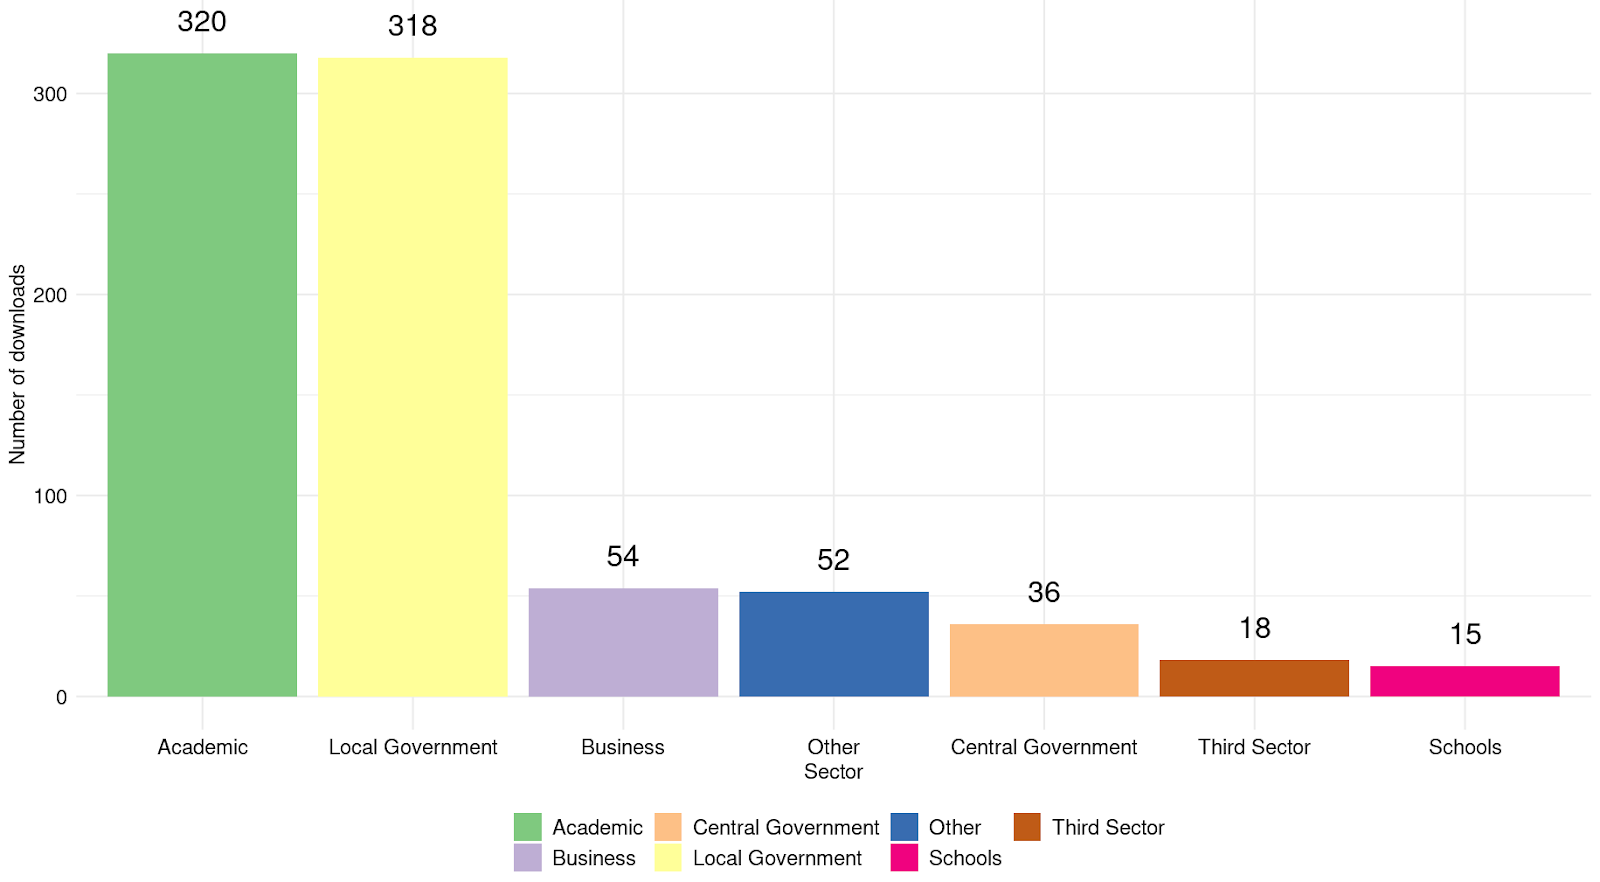 320
318
300
Number of downloads
200
100
54
52
36
18
15
0
Academic
Local Government
Business
Other
Central Government
Third Sector
Schools
Sector
Academic
Central Government
Other
Third Sector
Business
Local Government
Schools